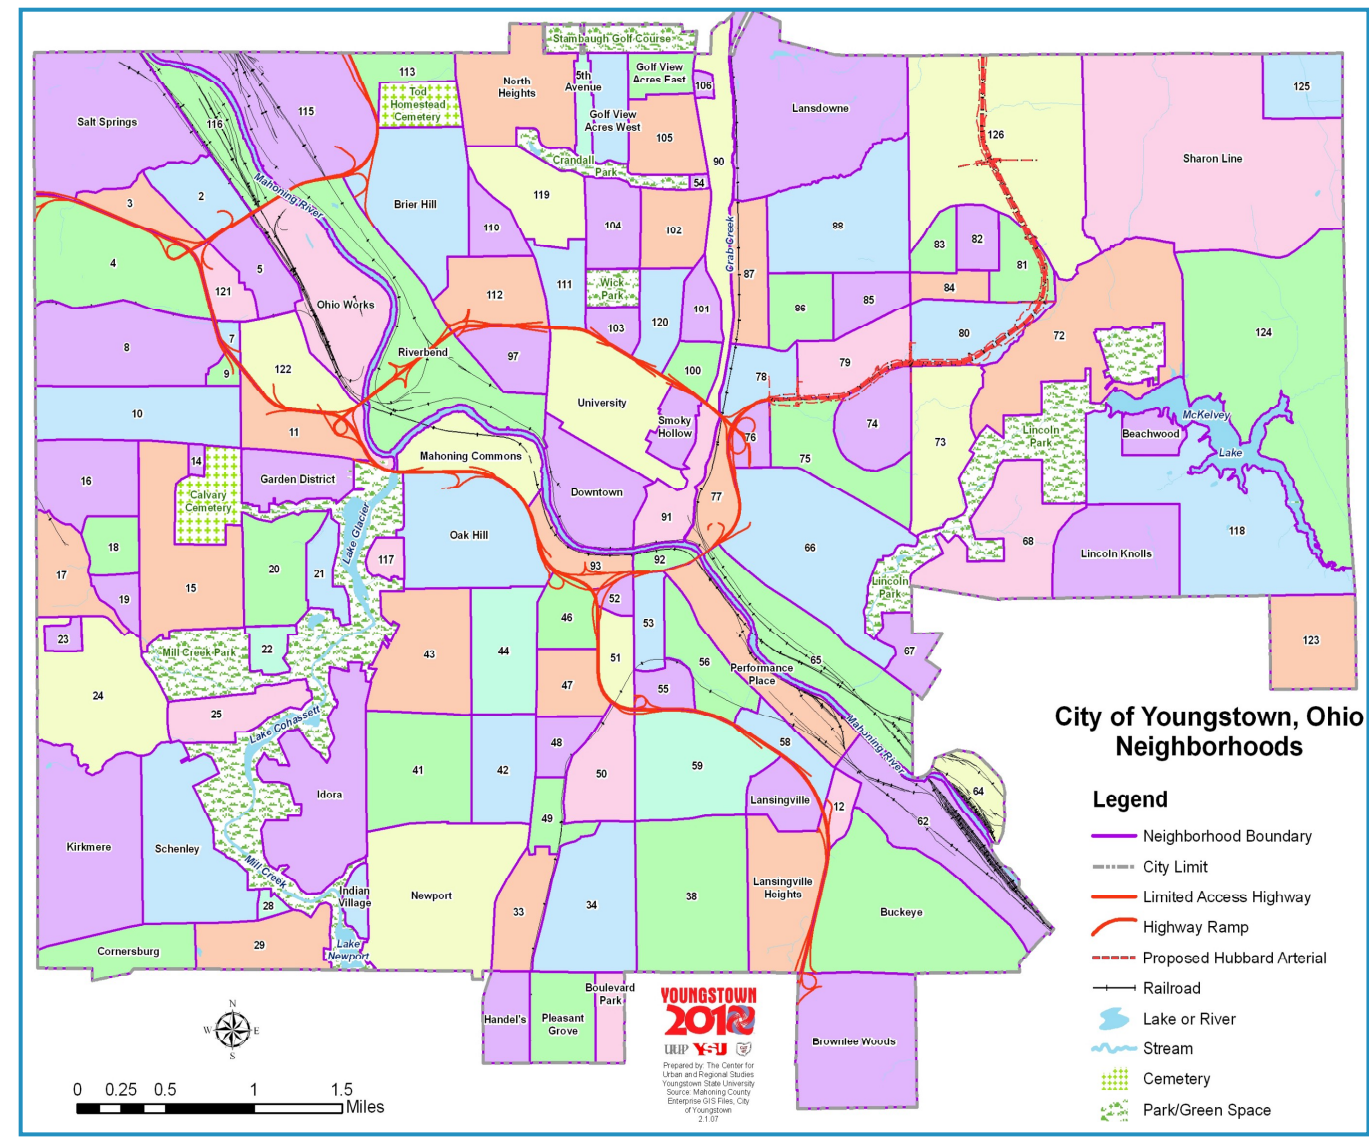 Stambaugh Golf Course
113
North
Heights
5th
Avenue
Golf View
Acres East
106
Lansdowne
125
Tod
Homestead
Cemetery
115
116
Salt Springs
Golf View
Acres West
105
90
126
Sharon Line
Crandall
Park
54
Mahoning River
2
3
Brier Hill
119
110
104
102
Crab Creek
88
83
82
81
4
5
121
Ohio Works
112
111
Wick
Park
101
87
84
86
85
103
120
80
72
124
8
7
9
122
Riverbend
97
100
78
79
10
11
University
Smoky
Hollow
76
74
75
73
McKelvey
Lake
Beachwood
Lincoln
Park
14
Garden District
Mahoning Commons
16
Calvary
Cemetery
Downtown
91
77
Lake Glacier
Oak Hill
66
68
Lincoln Knolls
118
18
17
15
20
21
117
93
92
19
52
Lincoln
Park
23
46
53
Mill Creek Park
22
43
44
51
56
65
67
123
24
47
55
Performance
Place
25
Lake Cohassett
48
58
Mahoning River
41
42
50
59
64
Idora
Lansingville
12
62
49
Kirkmere
Schenley
Mill Creek
Indian
Village
Newport
Lansingville
Heights
28
33
34
38
Buckeye
Cornersburg
29
Lake
Newport
Handel's
Pleasant
Grove
Boulevard
Park
Brownlee Woods
City of Youngstown, Ohio
Neighborhoods
Legend
Neighborhood Boundary
City Limit
Limited Access Highway
Highway Ramp
Proposed Hubbard Arterial
Railroad
Lake or River
Stream
Cemetery
Park/Green Space
N
W E
S
0 0.25 0.5 1 1.5
Miles
YOUNGSTOWN
2010
YSU
Prepared by: The Center for
Urban and Regional Studies
Youngstown State University
Source: Mahoning County
Enterprise GIS Files, City
of Youngstown
2.1.07